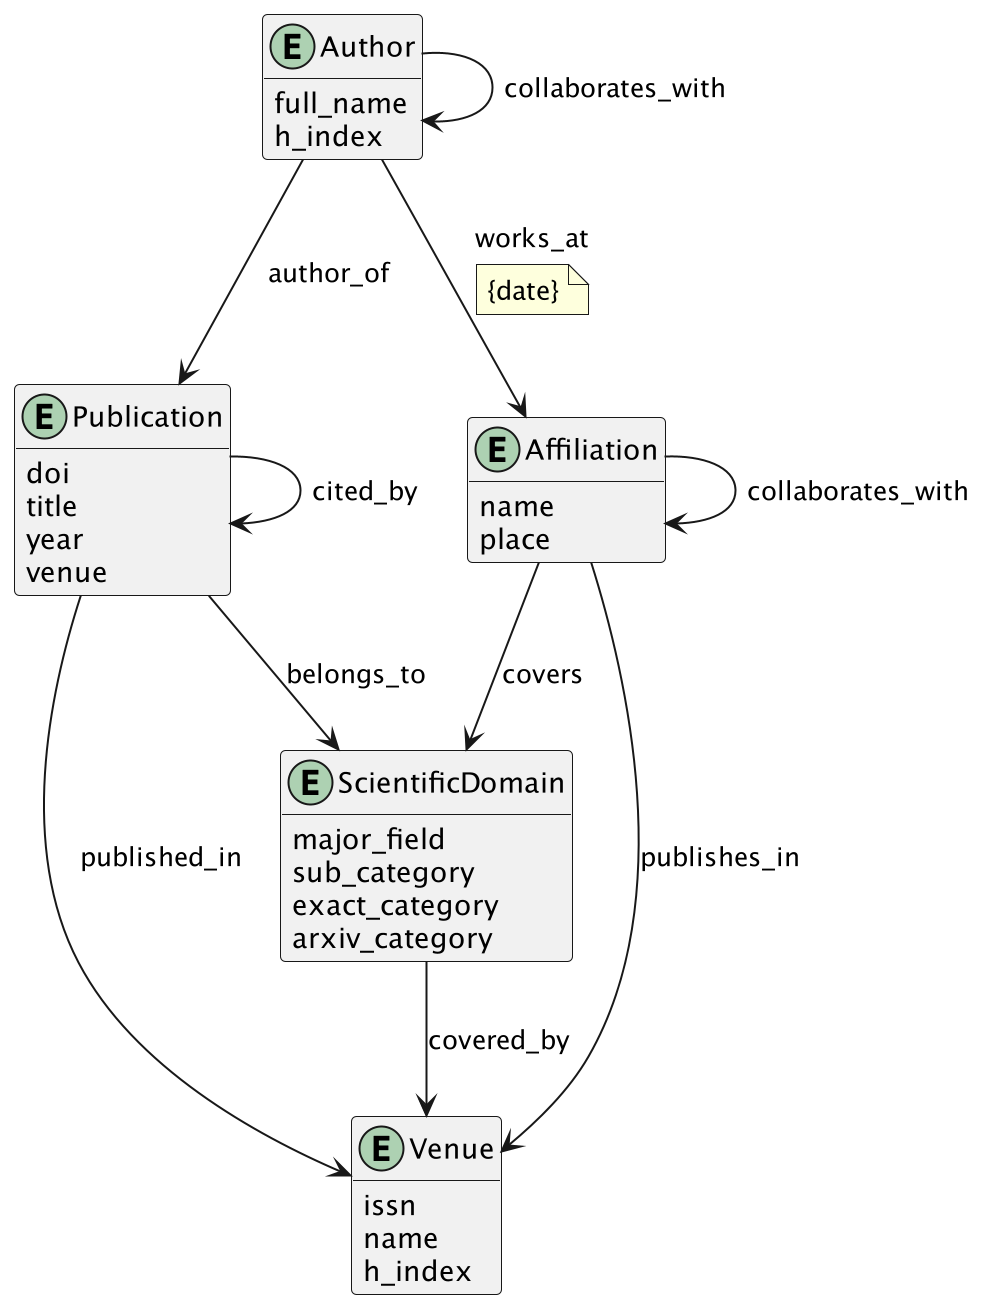 E Author
full_name
h_index
collaborates_with
works_at
{date}
author_of
E Publication
doi
title
year
venue
cited_by
E Affiliation
name
place
collaborates_with
belongs_to
covers
E ScientificDomain
major_field
sub_category
exact_category
arxiv_category
published_in
publishes_in
covered_by
E Venue
issn
name
h_index